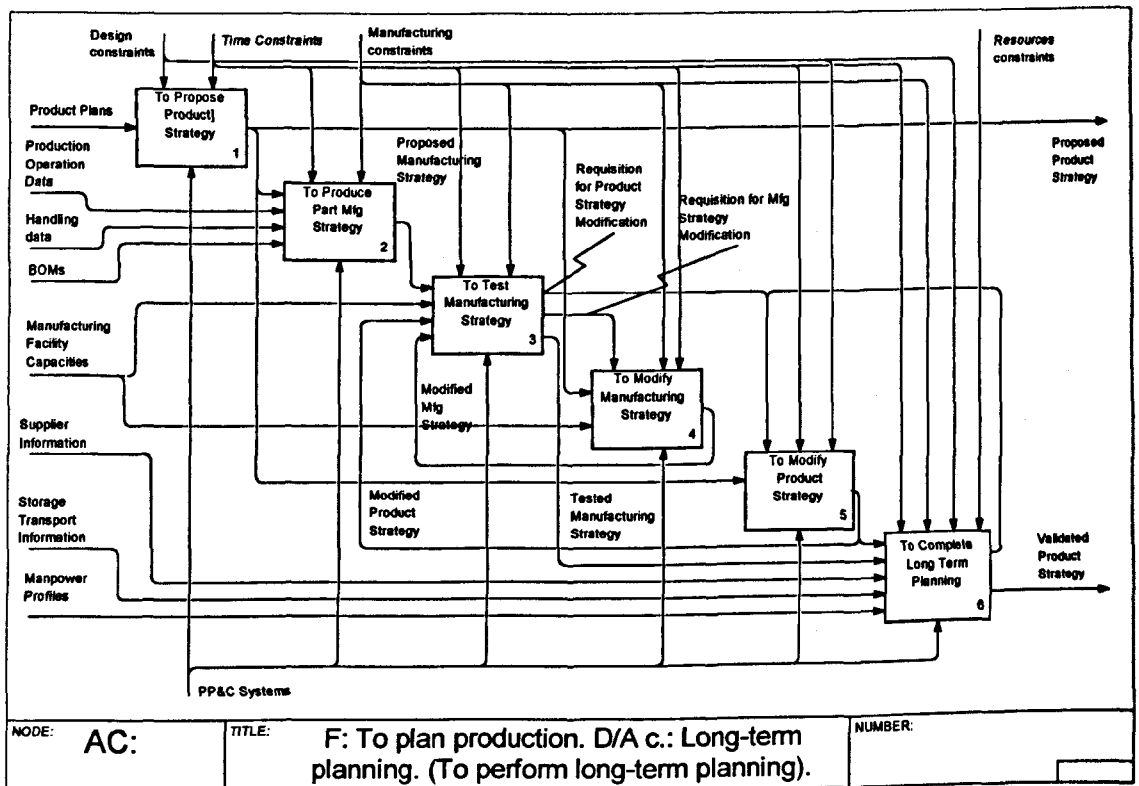 Design
constraints
Time Constraints
Manufacturing
constraints
Resources
constraints
Product Plans
To Propose
Product]
Strategy
1
Proposed
Product
Strategy
Production
Operation
Data
Handling
data
BOMs
To Produce
Part Mfg
Strategy
2
Proposed
Manufacturing
Strategy
Requisition
for Product
Strategy
Modification
Requisition for Mfg
Strategy
Modification
To Test
Manufacturing
Strategy
3
Manufacturing
Facility
Capacities
Modified
Mfg
Strategy
To Modify
Manufacturing
Strategy
4
Supplier
Information
To Modify
Product
Strategy
5
Storage
Transport
Information
Modified
Product
Strategy
Tested
Manufacturing
Strategy
To Complete
Long Term
Planning
6
Validated
Product
Strategy
Manpower
Profiles
PP&C Systems
NODE:
AC:
TITLE:
F: To plan production. D/A c.: Long-term
planning. (To perform long-term planning).
NUMBER: